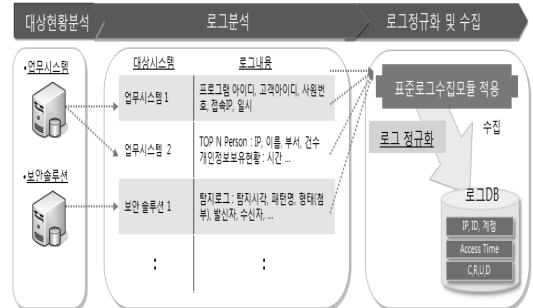 대상현황분석
로그분석
로그정규화 및 수집
•업무시스템
•보안솔루션
대상시스템
로그내용
업무시스템 1
프로그램 아이디, 고객아이디, 사원번
호, 접속IP, 일시
업무시스템 2
TOP N Person : IP, 이름, 부서, 건수
개인정보보유현황 : 시간 ...
보안 솔루션 1
탐지로그 : 탐지시각, 패턴명, 형태(첨
부), 발신자, 수신자, ...
:
:
표준로그수집모듈 적용
로그 정규화
수집
로그DB
IP, ID, 계정
Access Time
C,R,U,D